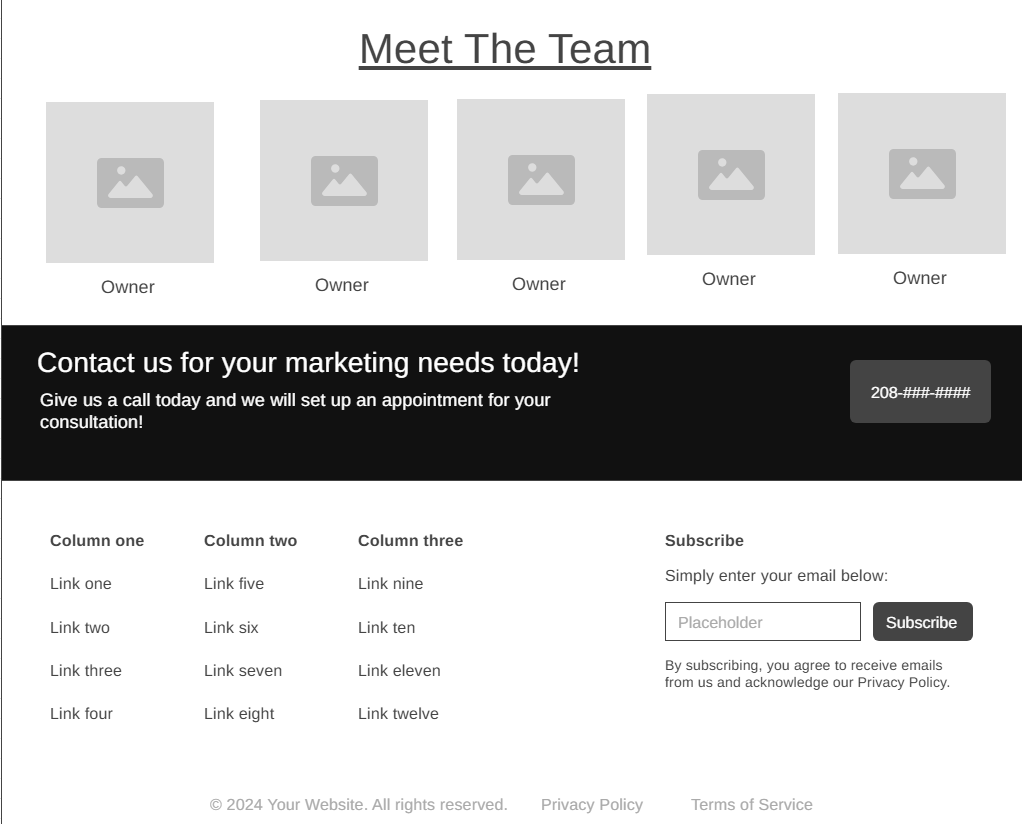 Meet The Team
Owner
Owner
Owner
Owner
Owner
Contact us for your marketing needs today!
Give us a call today and we will set up an appointment for your
consultation!
208-###-####
Column one
Link one
Link two
Link three
Link four
Column two
Link five
Link six
Link seven
Link eight
Column three
Link nine
Link ten
Link eleven
Link twelve
Subscribe
Simply enter your email below:
Placeholder
Subscribe
By subscribing, you agree to receive emails
from us and acknowledge our Privacy Policy.
© 2024 Your Website. All rights reserved.
Privacy Policy
Terms of Service